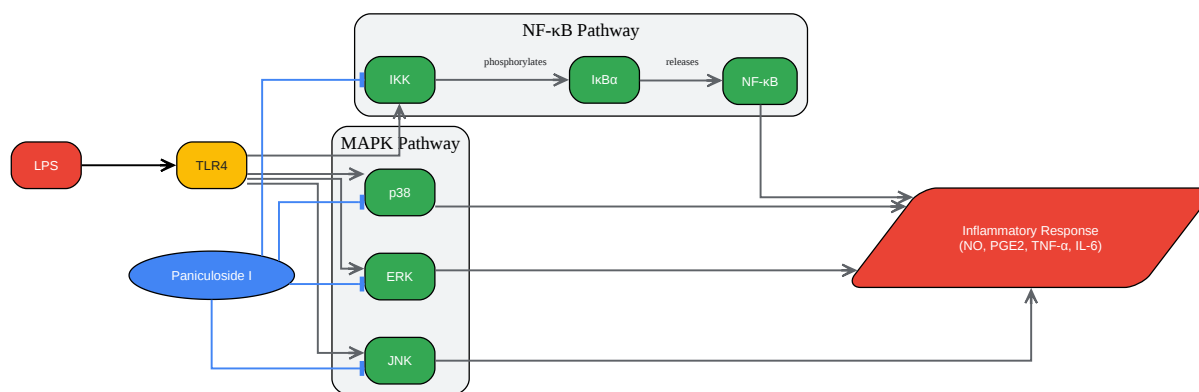 NF-κB Pathway
IKK
phosphorylates
IκBα
releases
NF-κB
MAPK Pathway
LPS
TLR4
p38
Inflammatory Response
(NO, PGE2, TNF-α, IL-6)
Paniculoside I
ERK
JNK